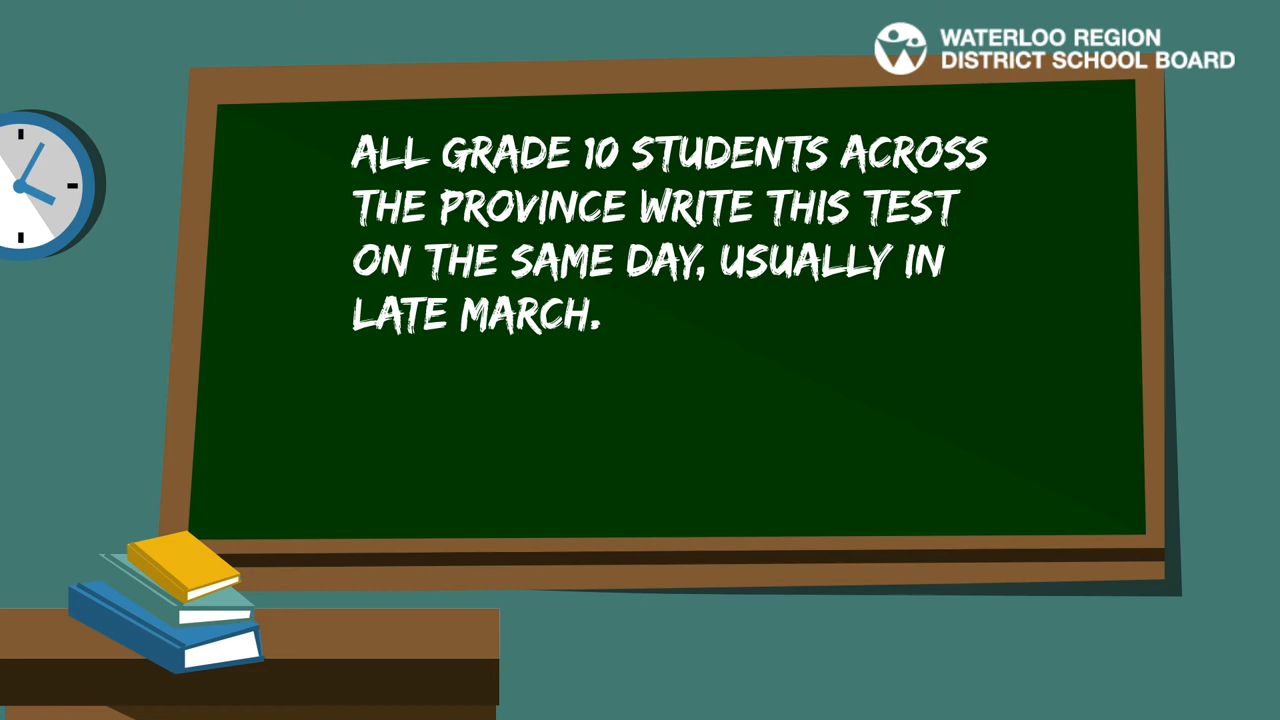 WATERLOO REGION
DISTRICT SCHOOL BOARD
ALL GRADE 10 STUDENTS ACROSS
THE PROVINCE WRITE THIS TEST
ON THE SAME DAY, USUALLY IN
LATE MARCH.